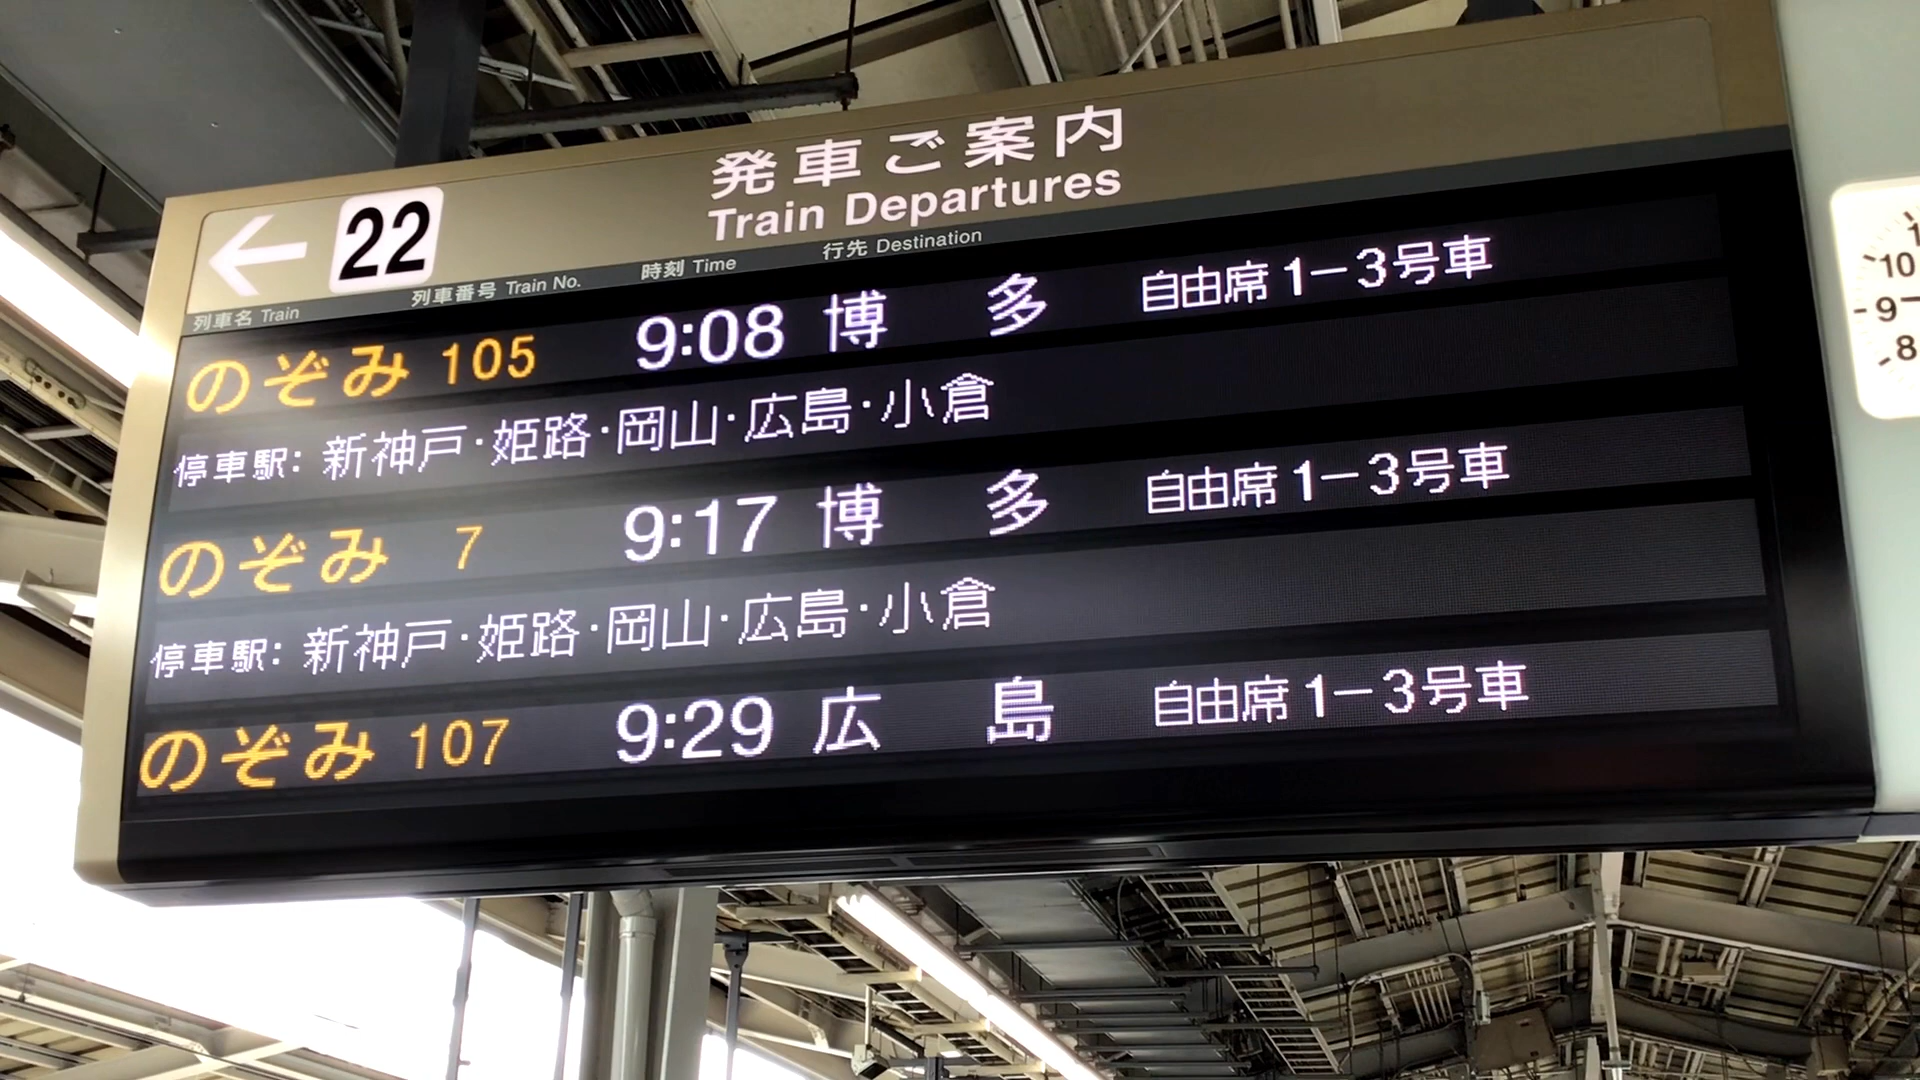 発車ご案内
Train Departures
← 22
列車名 Train 列車番号 Train No. 時刻 Time 行先 Destination
のぞみ 105 9:08 博多 自由席 1-3号車
停車駅: 新神戸・姫路・岡山・広島・小倉
のぞみ 7 9:17 博多 自由席 1-3号車
停車駅: 新神戸・姫路・岡山・広島・小倉
のぞみ 107 9:29 広島 自由席 1-3号車
10
9
8